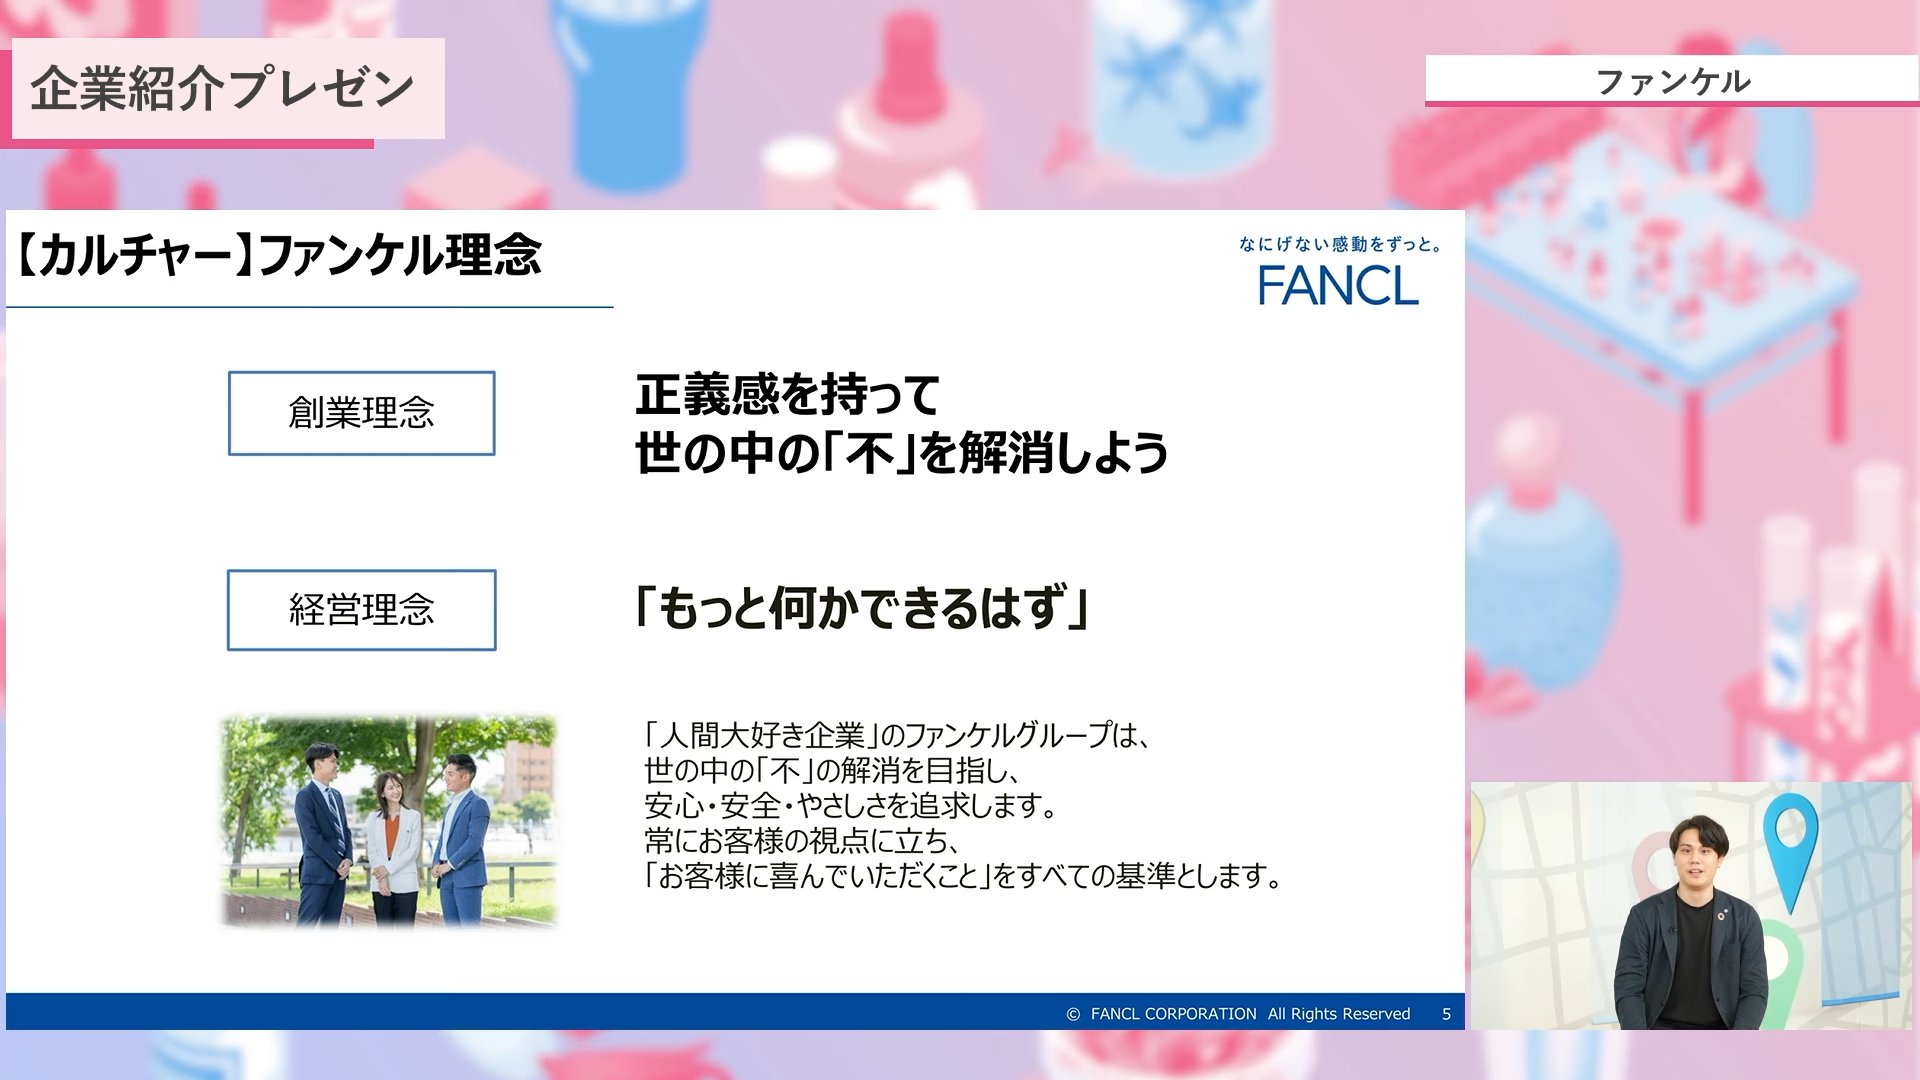 企業紹介プレゼン
ファンケル
【カルチャー】ファンケル理念
なにげない感動をずっと。
FANCL
創業理念
正義感を持って
世の中の「不」を解消しよう
経営理念
「もっと何かできるはず」
「人間大好き企業」のファンケルグループは、
世の中の「不」の解消を目指し、
安心・安全・やさしさを追求します。
常にお客様の視点に立ち、
「お客様に喜んでいただくこと」をすべての基準とします。
© FANCL CORPORATION All Rights Reserved 5